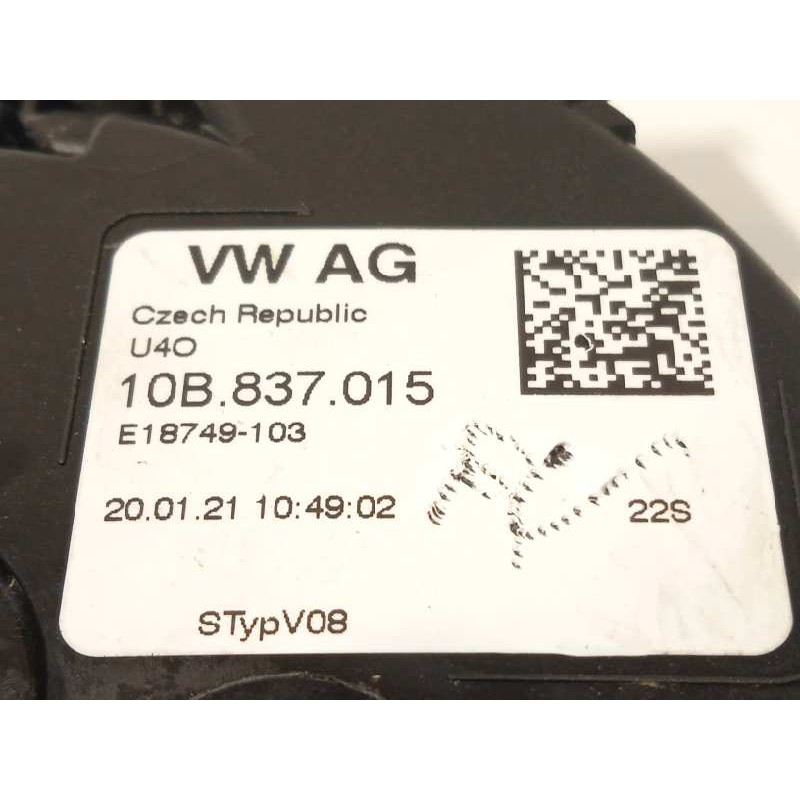 VW AG
Czech Republic
U4O
10B.837.015
E18749-103
20.01.21 10:49:02
22S
STypV08